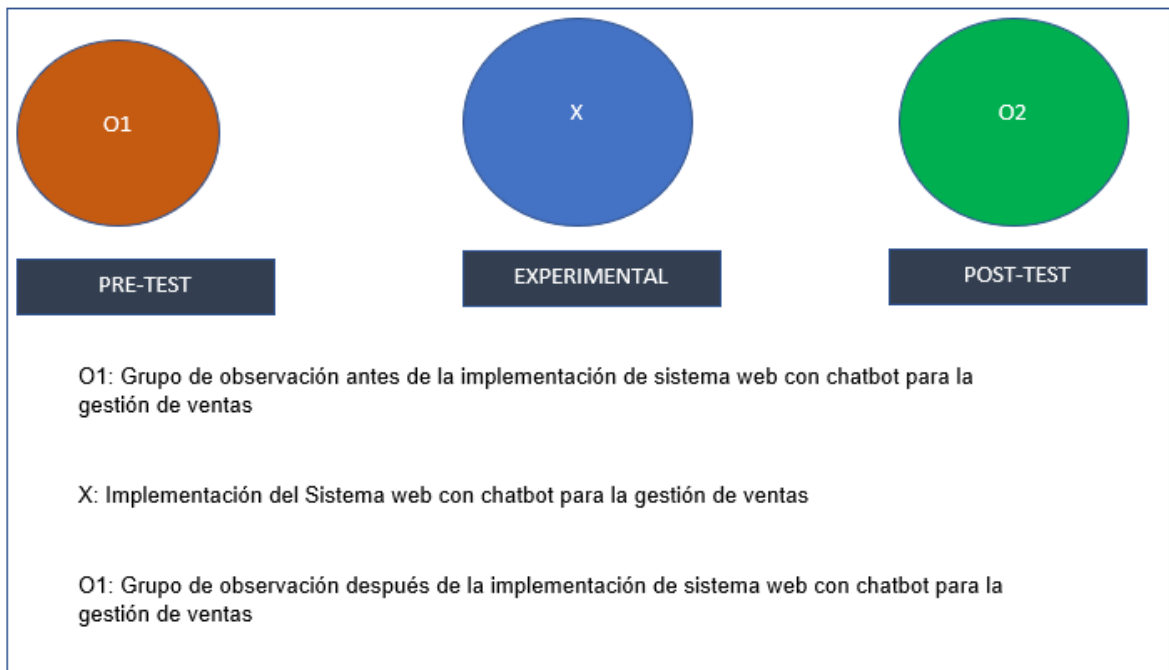 O1
X
O2
PRE-TEST
EXPERIMENTAL
POST-TEST
O1: Grupo de observación antes de la implementación de sistema web con chatbot para la
gestión de ventas
X: Implementación del Sistema web con chatbot para la gestión de ventas
O1: Grupo de observación después de la implementación de sistema web con chatbot para la
gestión de ventas